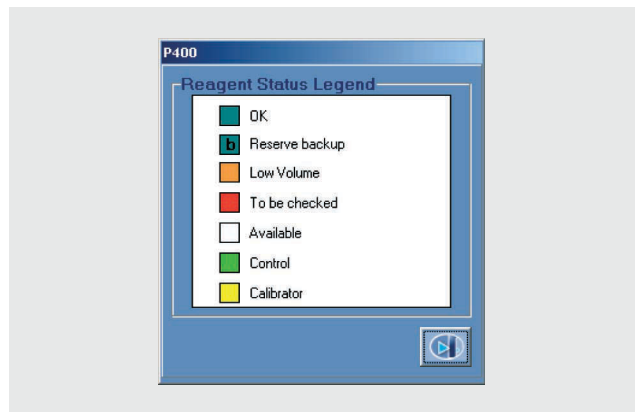 P400
Reagent Status Legend
OK
b Reserve backup
Low Volume
To be checked
Available
Control
Calibrator